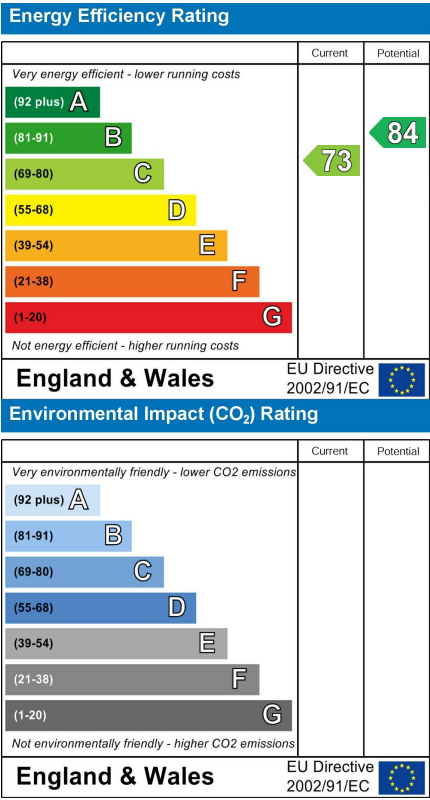 Energy Efficiency Rating
Current Potential
Very energy efficient - lower running costs
(92 plus) A
(81-91) B
(69-80) C
(55-68) D
(39-54) E
(21-38) F
(1-20) G
73
84
Not energy efficient - higher running costs
England & Wales
EU Directive
2002/91/EC
Environmental Impact (CO₂) Rating
Current Potential
Very environmentally friendly - lower CO2 emissions
(92 plus) A
(81-91) B
(69-80) C
(55-68) D
(39-54) E
(21-38) F
(1-20) G
Not environmentally friendly - higher CO2 emissions
England & Wales
EU Directive
2002/91/EC